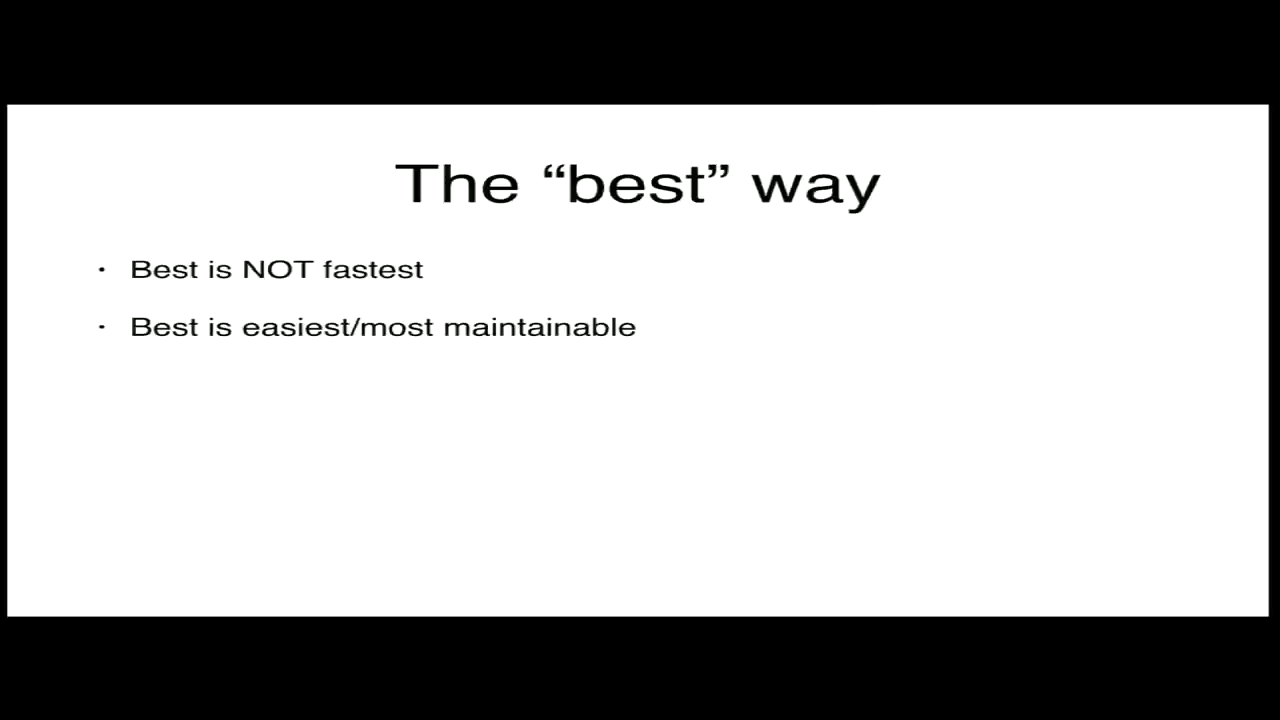 The “best” way
• Best is NOT fastest
• Best is easiest/most maintainable